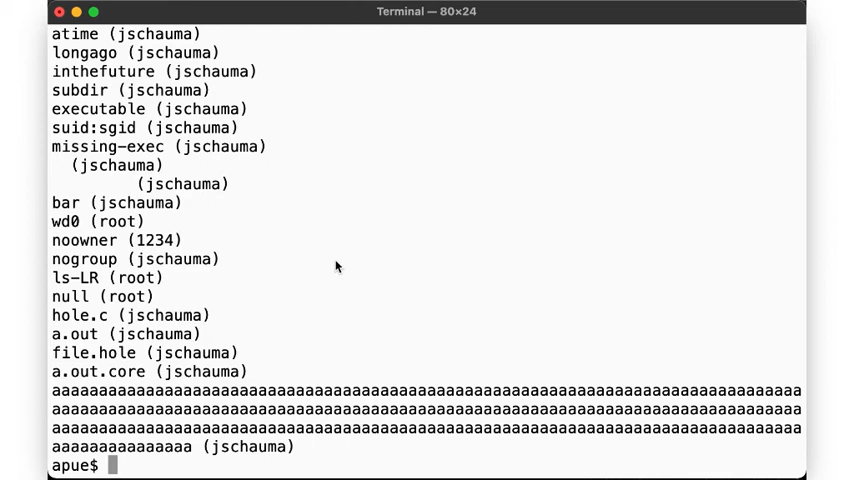 Terminal — 80×24
atime (jschauma)
longago (jschauma)
inthefuture (jschauma)
subdir (jschauma)
executable (jschauma)
suid:sgid (jschauma)
missing-exec (jschauma)
(jschauma)
(jschauma)
bar (jschauma)
wd0 (root)
noowner (1234)
nogroup (jschauma)
ls-LR (root)
null (root)
hole.c (jschauma)
a.out (jschauma)
file.hole (jschauma)
a.out.core (jschauma)
aaaaaaaaaaaaaaaaaaaaaaaaaaaaaaaaaaaaaaaaaaaaaaaaaaaaaaaaaaaaaaaaaaaaaaaaaaaaaaaa
aaaaaaaaaaaaaaaaaaaaaaaaaaaaaaaaaaaaaaaaaaaaaaaaaaaaaaaaaaaaaaaaaaaaaaaaaaaaaaaa
aaaaaaaaaaaaaaaaaaaaaaaaaaaaaaaaaaaaaaaaaaaaaaaaaaaaaaaaaaaaaaaaaaaaaaaaaaaaaaaa
aaaaaaaaaaaaaaa (jschauma)
apue$